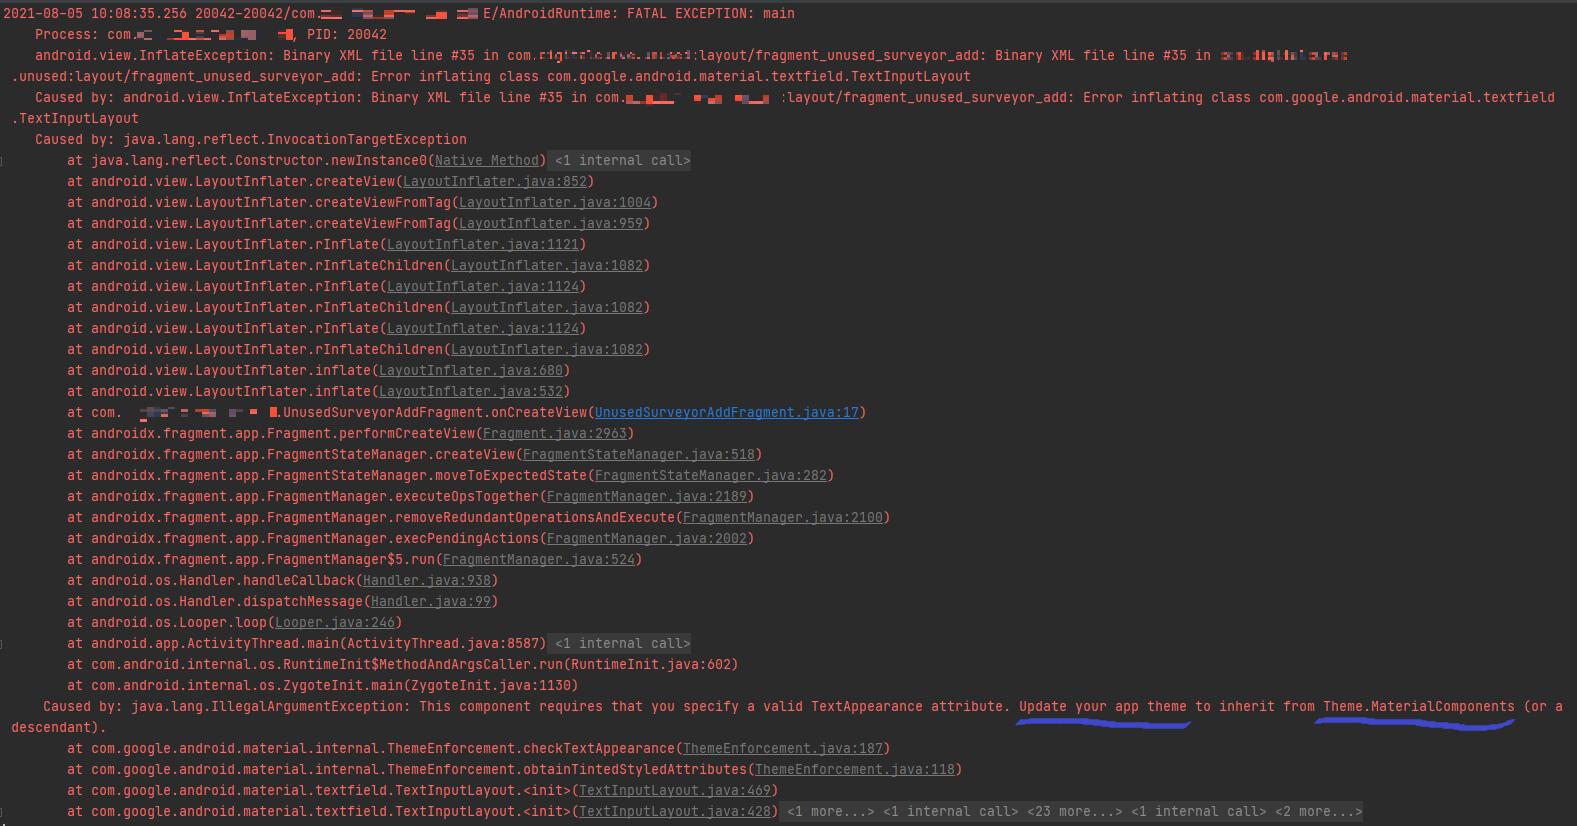 2021-08-05 10:08:35.256 20042-20042/com. E/AndroidRuntime: FATAL EXCEPTION: main
Process: com. , PID: 20042
android.view.InflateException: Binary XML file line #35 in com. :layout/fragment_unused_surveyor_add: Binary XML file line #35 in
.unused:layout/fragment_unused_surveyor_add: Error inflating class com.google.android.material.textfield.TextInputLayout
Caused by: android.view.InflateException: Binary XML file line #35 in com. :layout/fragment_unused_surveyor_add: Error inflating class com.google.android.material.textfield
.TextInputLayout
Caused by: java.lang.reflect.InvocationTargetException
at java.lang.reflect.Constructor.newInstance0(Native Method) <1 internal call>
at android.view.LayoutInflater.createView(LayoutInflater.java:852)
at android.view.LayoutInflater.createViewFromTag(LayoutInflater.java:1004)
at android.view.LayoutInflater.createViewFromTag(LayoutInflater.java:959)
at android.view.LayoutInflater.rInflate(LayoutInflater.java:1121)
at android.view.LayoutInflater.rInflateChildren(LayoutInflater.java:1082)
at android.view.LayoutInflater.rInflate(LayoutInflater.java:1124)
at android.view.LayoutInflater.rInflateChildren(LayoutInflater.java:1082)
at android.view.LayoutInflater.rInflate(LayoutInflater.java:1124)
at android.view.LayoutInflater.rInflateChildren(LayoutInflater.java:1082)
at android.view.LayoutInflater.inflate(LayoutInflater.java:680)
at android.view.LayoutInflater.inflate(LayoutInflater.java:532)
at com. .UnusedSurveyorAddFragment.onCreateView(UnusedSurveyorAddFragment.java:17)
at androidx.fragment.app.Fragment.performCreateView(Fragment.java:2963)
at androidx.fragment.app.FragmentStateManager.createView(FragmentStateManager.java:518)
at androidx.fragment.app.FragmentStateManager.moveToExpectedState(FragmentStateManager.java:282)
at androidx.fragment.app.FragmentManager.executeOpsTogether(FragmentManager.java:2189)
at androidx.fragment.app.FragmentManager.removeRedundantOperationsAndExecute(FragmentManager.java:2100)
at androidx.fragment.app.FragmentManager.execPendingActions(FragmentManager.java:2002)
at androidx.fragment.app.FragmentManager$5.run(FragmentManager.java:524)
at android.os.Handler.handleCallback(Handler.java:938)
at android.os.Handler.dispatchMessage(Handler.java:99)
at android.os.Looper.loop(Looper.java:246)
at android.app.ActivityThread.main(ActivityThread.java:8587) <1 internal call>
at com.android.internal.os.RuntimeInit$MethodAndArgsCaller.run(RuntimeInit.java:602)
at com.android.internal.os.ZygoteInit.main(ZygoteInit.java:1130)
Caused by: java.lang.IllegalArgumentException: This component requires that you specify a valid TextAppearance attribute. Update your app theme to inherit from Theme.MaterialComponents (or a
descendant).
at com.google.android.material.internal.ThemeEnforcement.checkTextAppearance(ThemeEnforcement.java:187)
at com.google.android.material.internal.ThemeEnforcement.obtainTintedStyledAttributes(ThemeEnforcement.java:118)
at com.google.android.material.textfield.TextInputLayout.<init>(TextInputLayout.java:469)
at com.google.android.material.textfield.TextInputLayout.<init>(TextInputLayout.java:428) <1 more...> <1 internal call> <23 more...> <1 internal call> <2 more...>